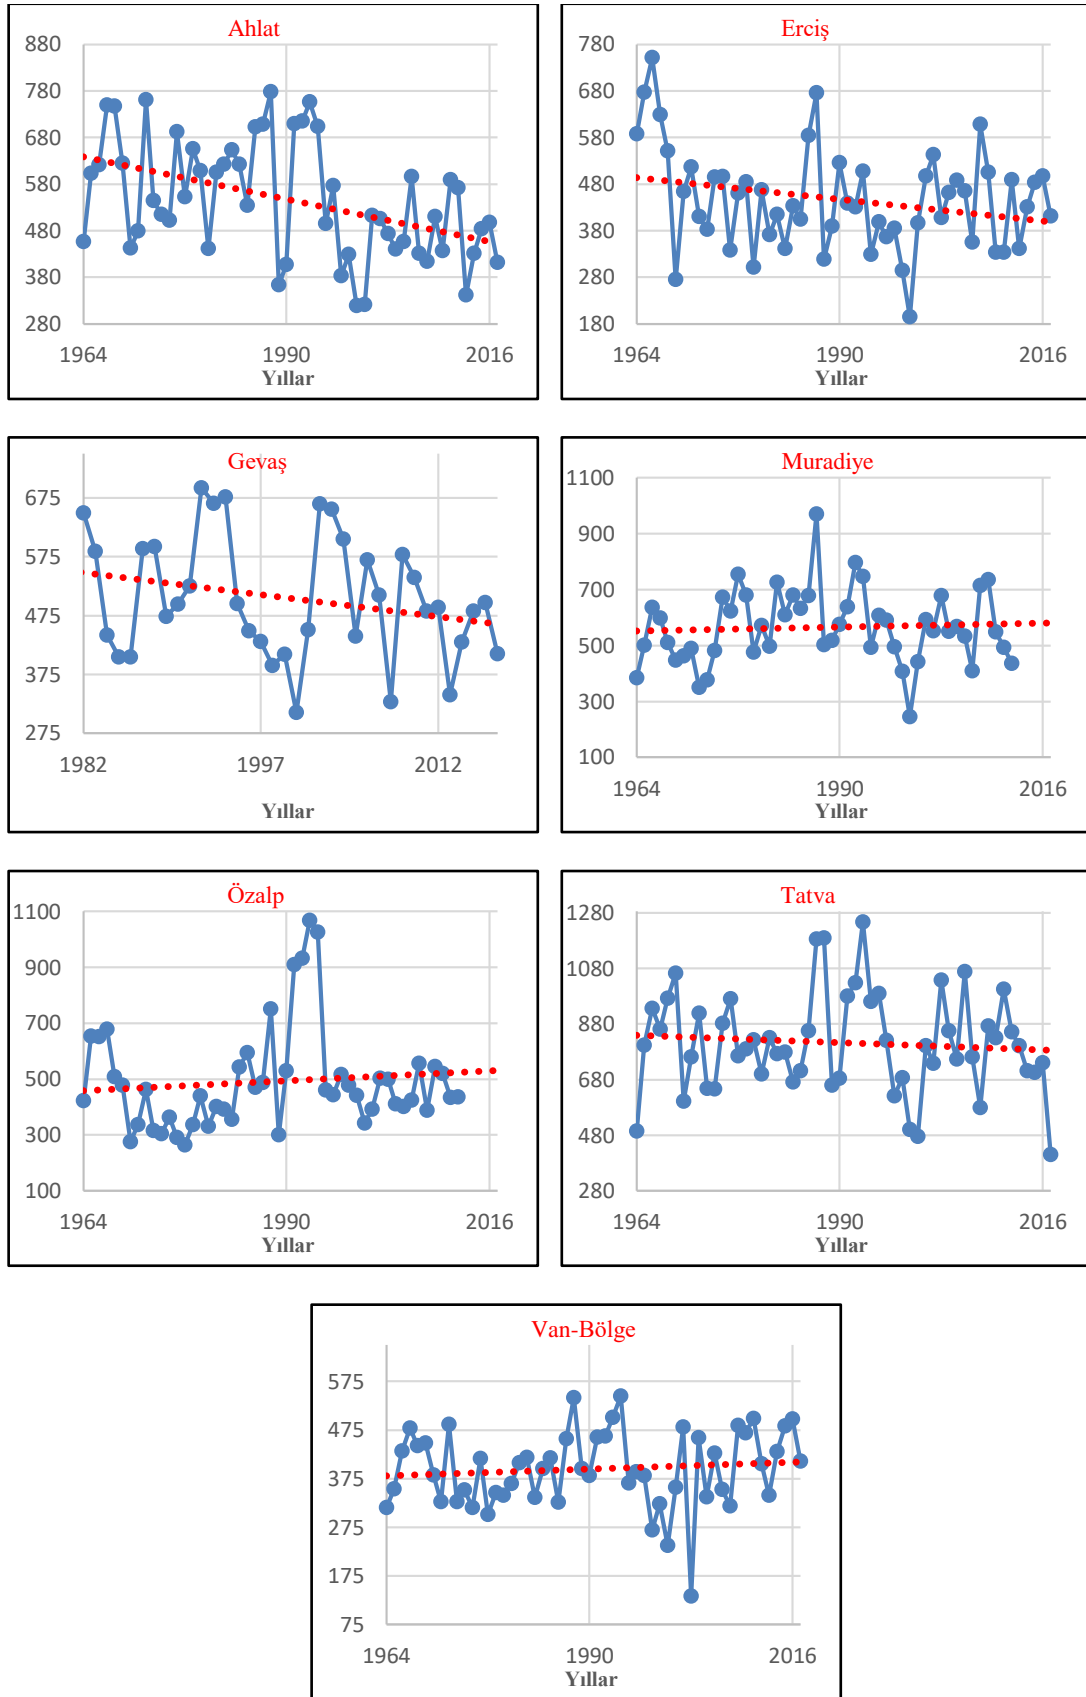 Ahlat
880
780
680
580
480
380
280
1964 1990 2016
Yıllar
Erciş
780
680
580
480
380
280
180
1964 1990 2016
Yıllar
Gevaş
675
575
475
375
275
1982 1997 2012
Yıllar
Muradiye
1100
900
700
500
300
100
1964 1990 2016
Yıllar
Özalp
1100
900
700
500
300
100
1964 1990 2016
Yıllar
Tatva
1280
1080
880
680
480
280
1964 1990 2016
Yıllar
Van-Bölge
575
475
375
275
175
75
1964 1990 2016
Yıllar